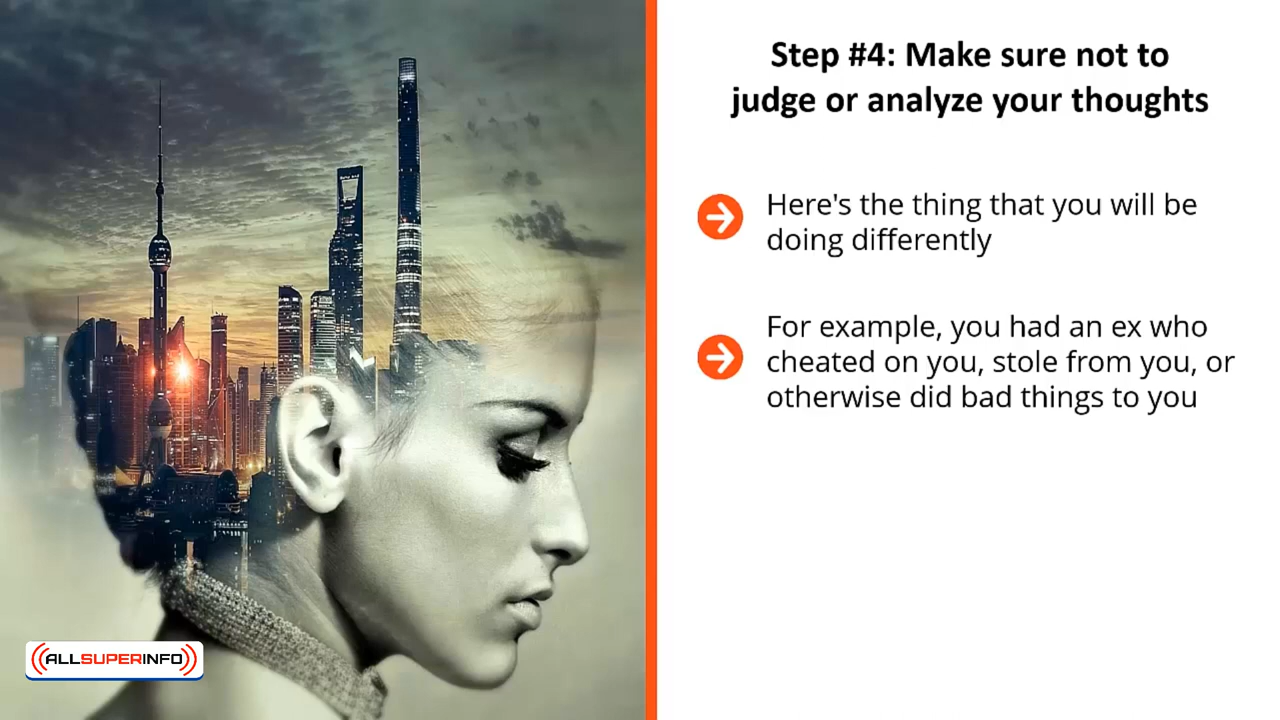 Step #4: Make sure not to
judge or analyze your thoughts
Here's the thing that you will be
doing differently
For example, you had an ex who
cheated on you, stole from you, or
otherwise did bad things to you
ALLSUPERINFO